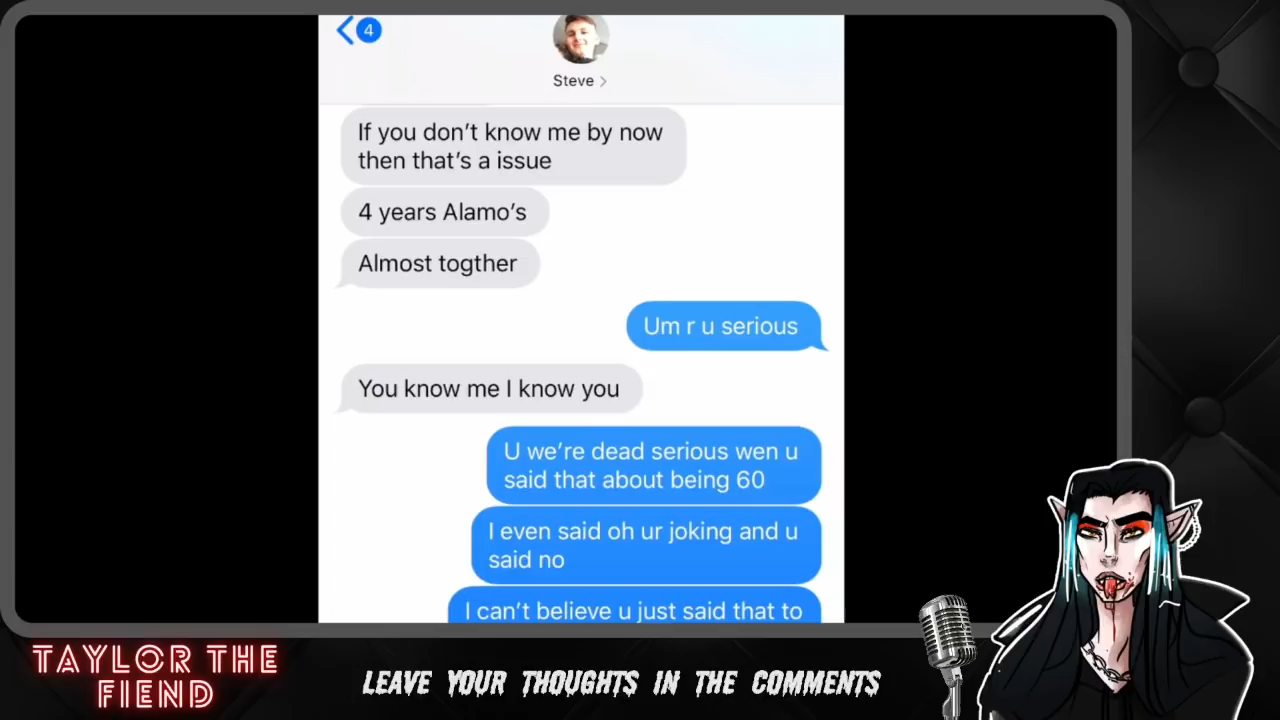 4
Steve >
If you don't know me by now
then that's a issue
4 years Alamo's
Almost togther
Um r u serious
You know me I know you
U we're dead serious wen u
said that about being 60
I even said oh ur joking and u
said no
I can't believe u just said that to
TAYLOR THE
FIEND
LEAVE YOUR THOUGHTS IN THE COMMENTS